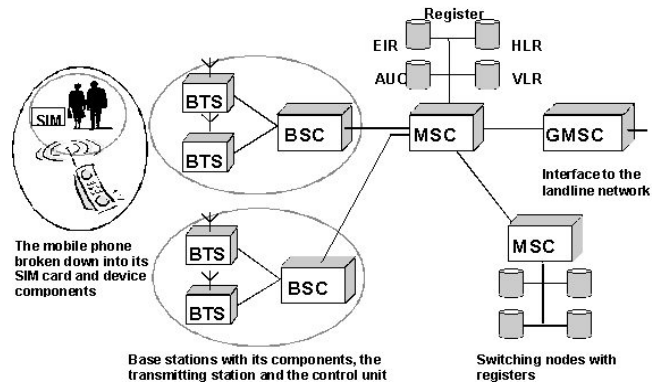 Register
EIR
HLR
AUC
VLR
SIM
BTS
BTS
BSC
MSC
GMSC
Interface to the
landline network
The mobile phone
broken down into its
SIM card and device
components
BTS
BTS
BSC
MSC
Base stations with its components, the
transmitting station and the control unit
Switching nodes with
registers